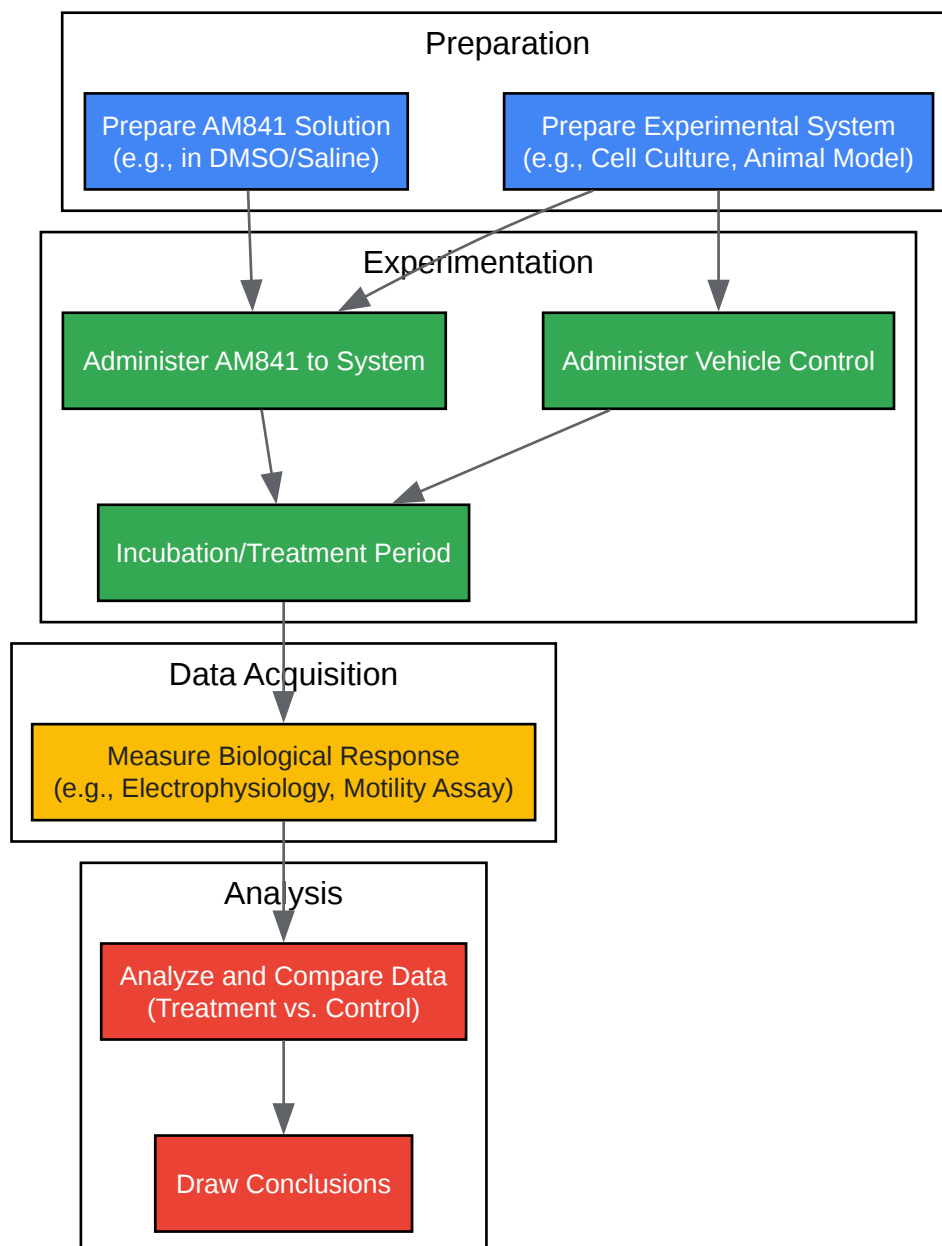 Preparation
Prepare AM841 Solution
(e.g., in DMSO/Saline)
Prepare Experimental System
(e.g., Cell Culture, Animal Model)
Experimentation
Administer AM841 to System
Administer Vehicle Control
Incubation/Treatment Period
Data Acquisition
Measure Biological Response
(e.g., Electrophysiology, Motility Assay)
Analysis
Analyze and Compare Data
(Treatment vs. Control)
Draw Conclusions